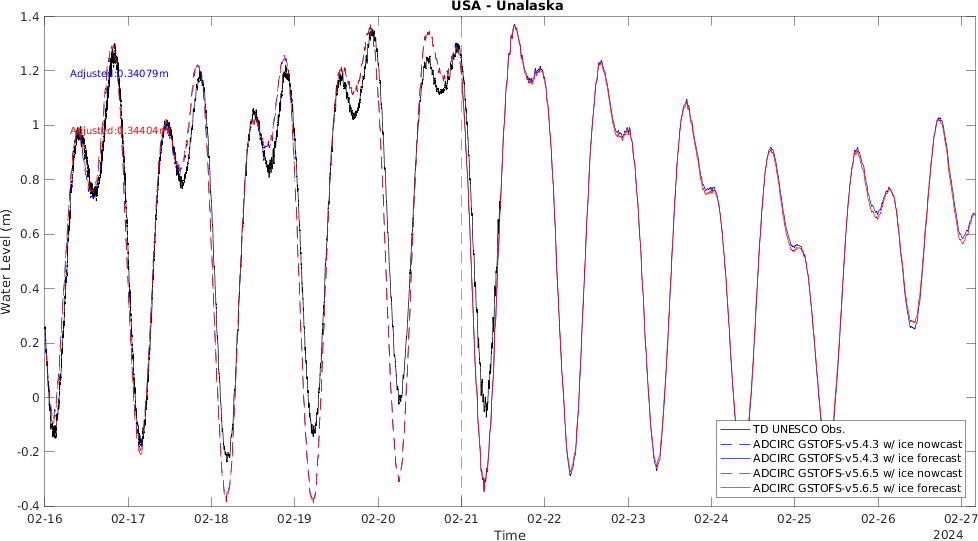 USA - Unalaska
1.4
1.2
1
0.8
0.6
0.4
0.2
0
-0.2
-0.4
Water Level (m)
Adjusted:0.34079m
Adjusted:0.34404m
TD UNESCO Obs.
ADCIRC GSTOFS-v5.4.3 w/ ice nowcast
ADCIRC GSTOFS-v5.4.3 w/ ice forecast
ADCIRC GSTOFS-v5.6.5 w/ ice nowcast
ADCIRC GSTOFS-v5.6.5 w/ ice forecast
02-16 02-17 02-18 02-19 02-20 02-21 02-22 02-23 02-24 02-25 02-26 02-27
Time
2024